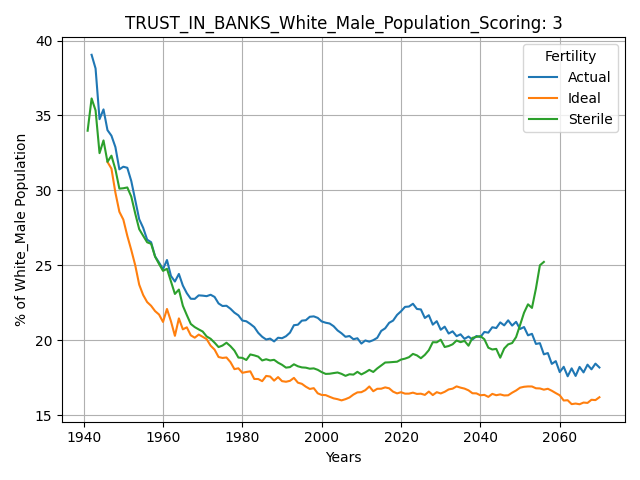 TRUST_IN_BANKS_White_Male_Population_Scoring: 3
Fertility
Actual
Ideal
Sterile
% of White_Male Population
40
35
30
25
20
15
1940
1960
1980
2000
2020
2040
2060
Years